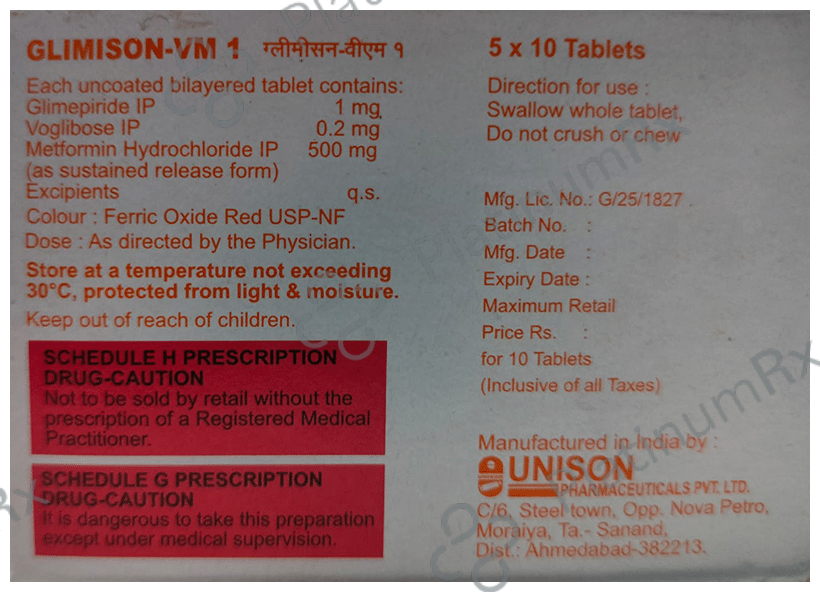 GLIMISON-VM 1 ग्लीमीसन-वीएम १
Each uncoated bilayered tablet contains:
Glimepiride IP 1 mg
Voglibose IP 0.2 mg
Metformin Hydrochloride IP 500 mg
(as sustained release form)
Excipients q.s.
Colour : Ferric Oxide Red USP-NF
Dose : As directed by the Physician.
Store at a temperature not exceeding
30°C, protected from light & moisture.
Keep out of reach of children.
SCHEDULE H PRESCRIPTION
DRUG-CAUTION
Not to be sold by retail without the
prescription of a Registered Medical
Practitioner.
SCHEDULE G PRESCRIPTION
DRUG-CAUTION
It is dangerous to take this preparation
except under medical supervision.
5 x 10 Tablets
Direction for use :
Swallow whole tablet,
Do not crush or chew
Mfg. Lic. No.: G/25/1827
Batch No. :
Mfg. Date :
Expiry Date :
Maximum Retail
Price Rs. :
for 10 Tablets
(Inclusive of all Taxes)
Manufactured in India by :
UNISON
PHARMACEUTICALS PVT. LTD.
C/6, Steel town, Opp. Nova Petro,
Moraiya, Ta.- Sanand,
Dist.: Ahmedabad-382213.
PlatinumRx